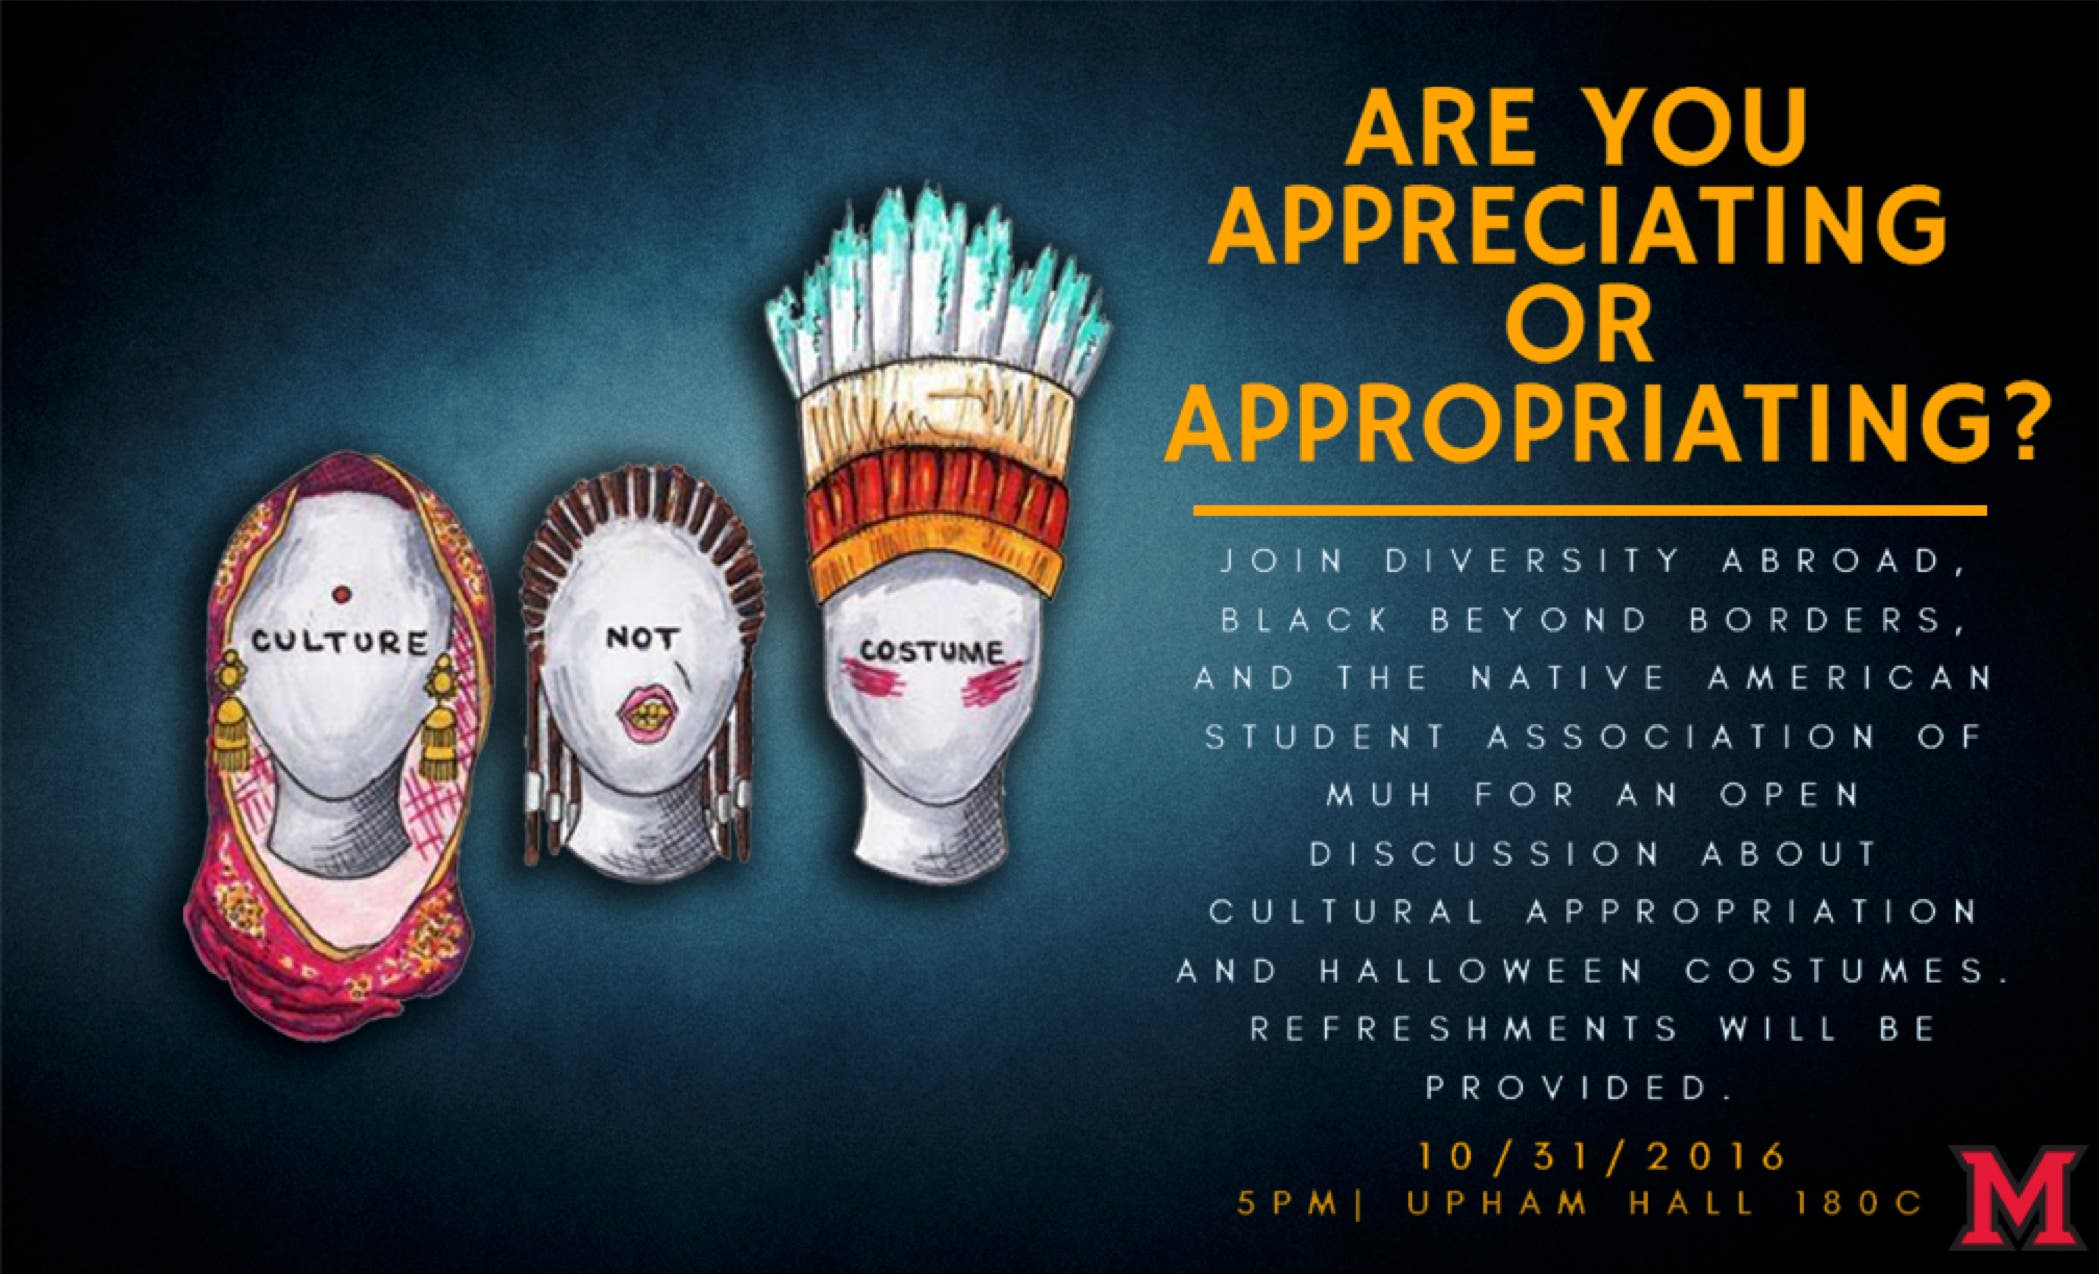 CULTURE
NOT
COSTUME
ARE YOU
APPRECIATING
OR
APPROPRIATING?
JOIN DIVERSITY ABROAD,
BLACK BEYOND BORDERS,
AND THE NATIVE AMERICAN
STUDENT ASSOCIATION OF
MUH FOR AN OPEN
DISCUSSION ABOUT
CULTURAL APPROPRIATION
AND HALLOWEEN COSTUMES.
REFRESHMENTS WILL BE
PROVIDED.
10/31/2016
5PM| UPHAM HALL 180C
M